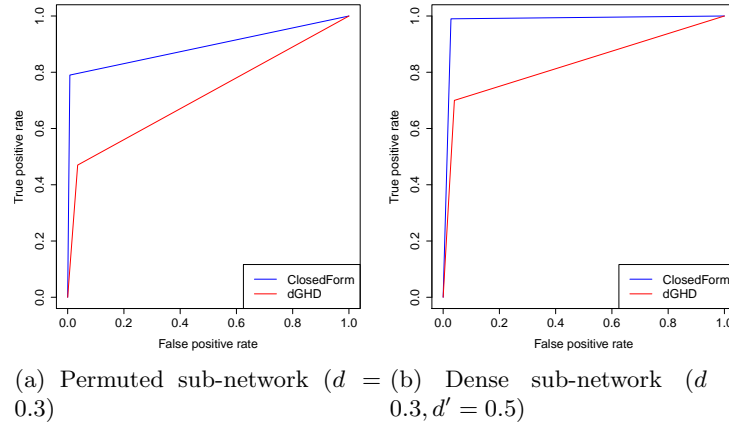 1.0
0.8
0.6
0.4
0.2
0.0
True positive rate
0.0 0.2 0.4 0.6 0.8 1.0
False positive rate
ClosedForm
dGHD
1.0
0.8
0.6
0.4
0.2
0.0
True positive rate
0.0 0.2 0.4 0.6 0.8 1.0
False positive rate
ClosedForm
dGHD
(a) Permuted sub-network (d =
0.3)
(b) Dense sub-network (d
0.3, d′ = 0.5)